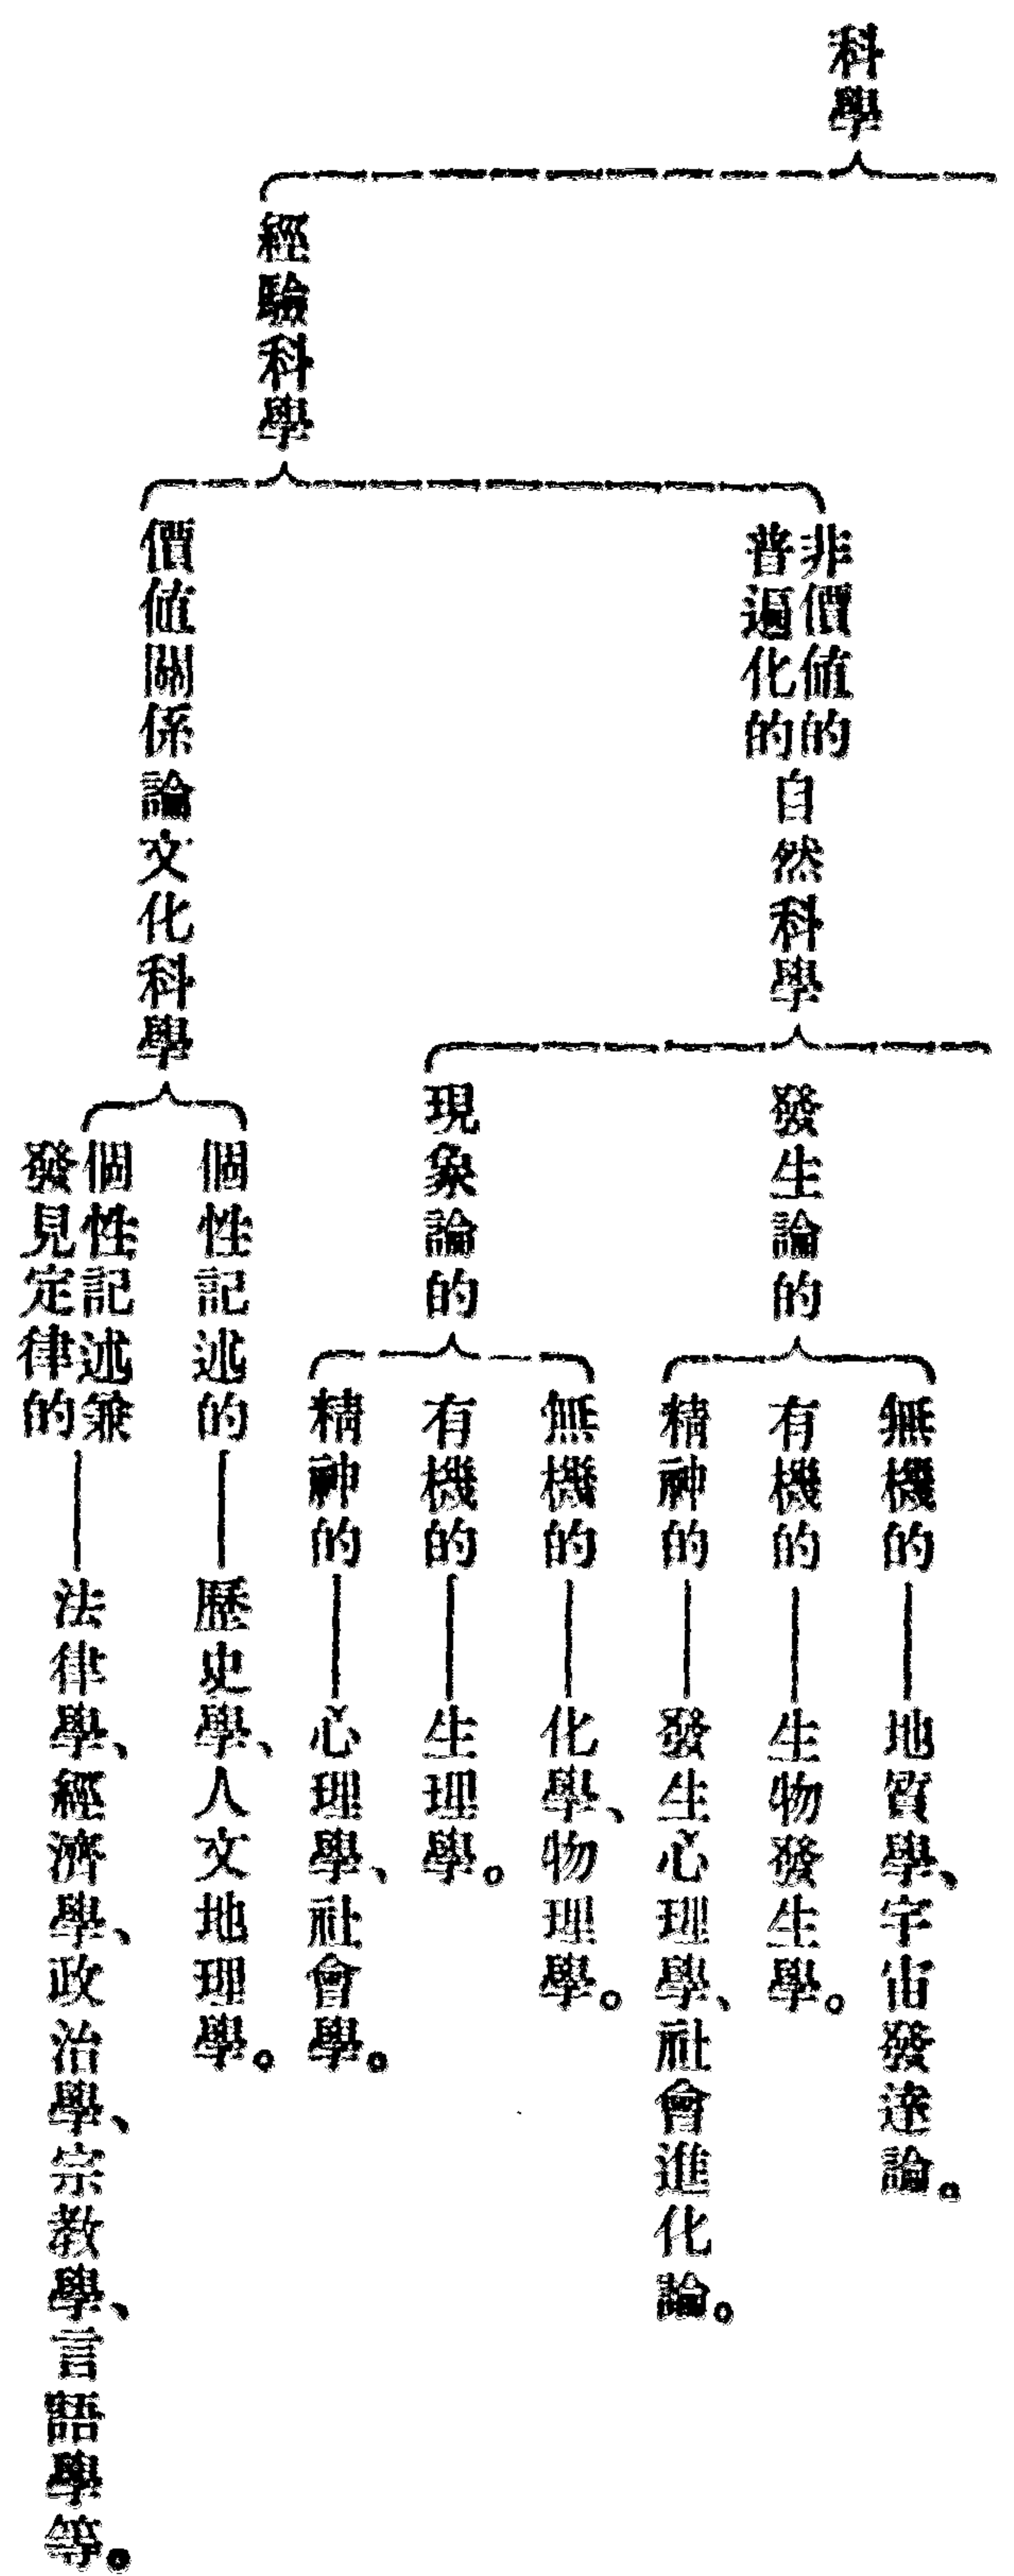 科學
經驗科學
非價値的
普遍化的
自然科學
發生論的
無機的——地質學、宇宙發達論。
有機的——生物發生學。
精神的——發生心理學、社會進化論。
現象論的
無機的——化學、物理學。
有機的——生理學。
精神的——心理學、社會學。
價値關係論文化科學
個性記述的——歷史學、人文地理學。
個性記述兼
發見定律的——法律學、經濟學、政治學、宗教學、言語學等。